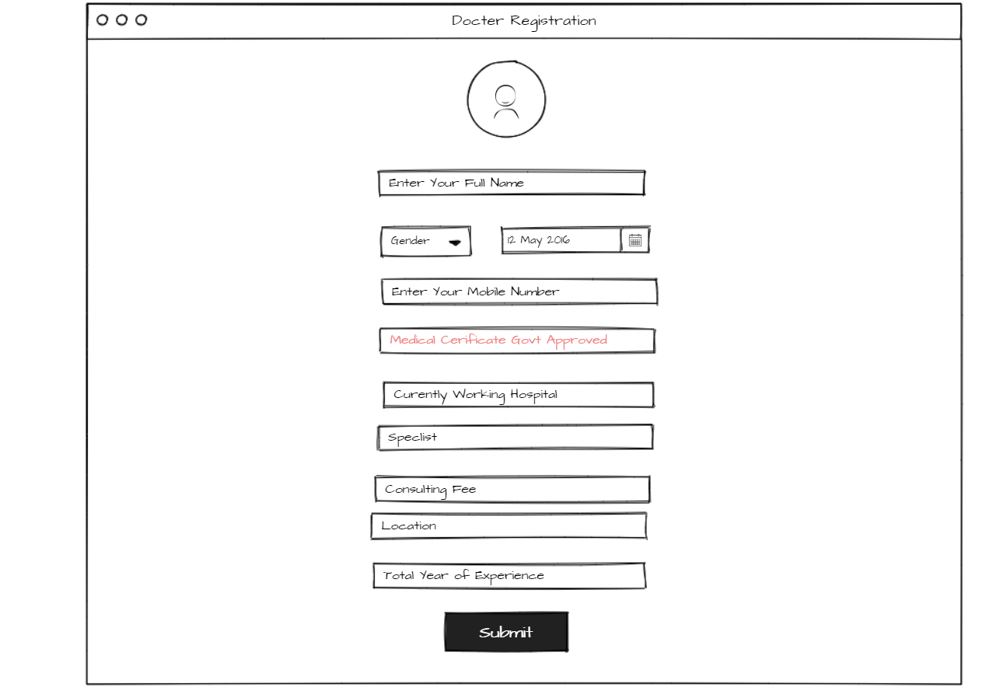 Docter Registration
Enter Your Full Name
Gender
12 May 2016
Enter Your Mobile Number
Medical Cerificate Govt Approved
Curently Working Hospital
Speclist
Consulting Fee
Location
Total Year of Experience
Submit